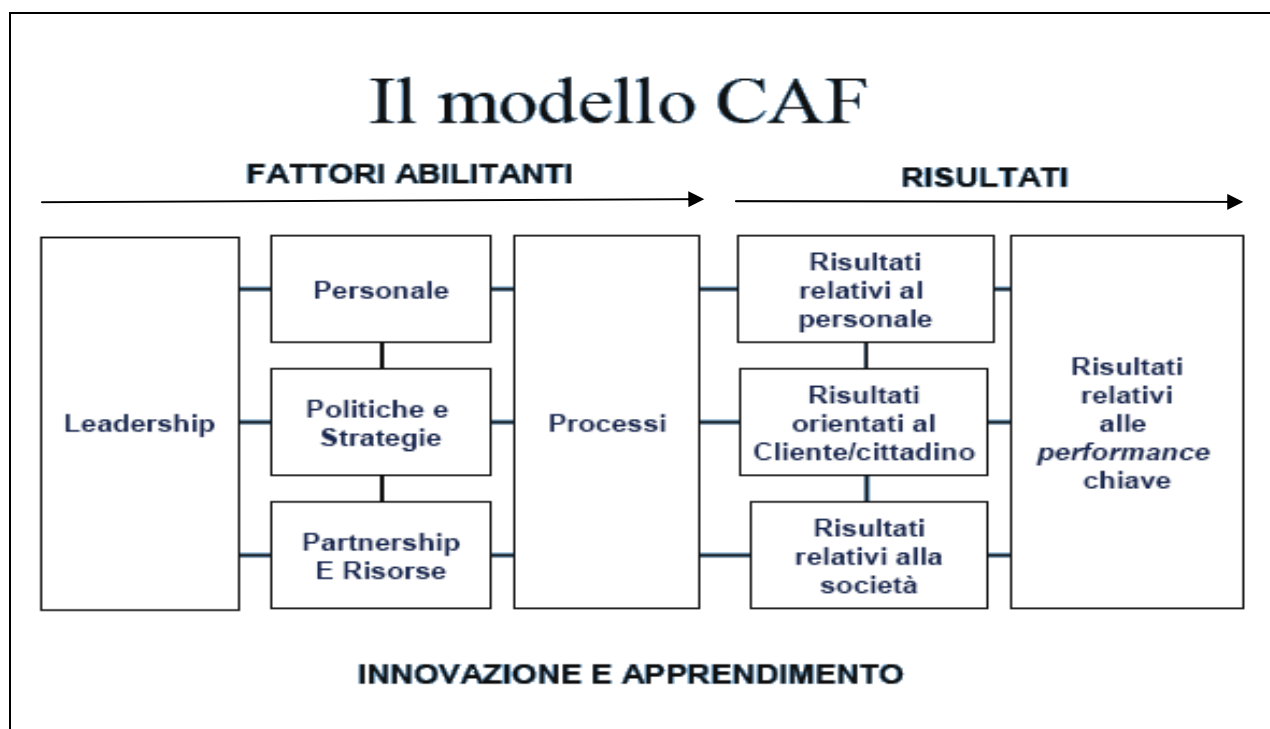 Il modello CAF
FATTORI ABILITANTI
RISULTATI
Leadership
Personale
Politiche e
Strategie
Partnership
E Risorse
Processi
Risultati
relativi al
personale
Risultati
orientati al
Cliente/cittadino
Risultati
relativi alla
società
Risultati
relativi
alle
performance
chiave
INNOVAZIONE E APPRENDIMENTO